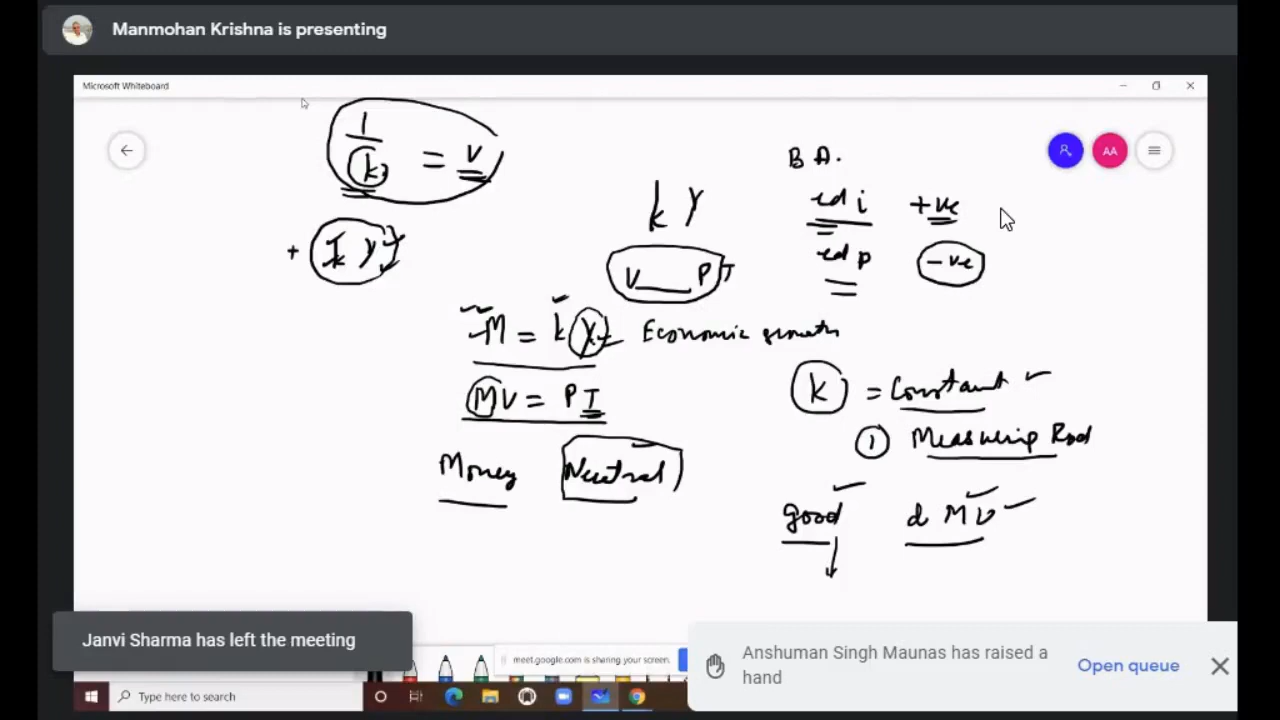 Manmohan Krishna is presenting
Microsoft Whiteboard
1/k = V
+ k Y
k Y
V P T
B A.
AA
ed i +ve
ed p -ve
M = k Y Economic growth
MV = P T
Money Neutral
k = Constant
① Measuring Rod
good d M U
Janvi Sharma has left the meeting
Anshuman Singh Maunas has raised a
hand
Open queue
meet.google.com is sharing your screen.
Type here to search